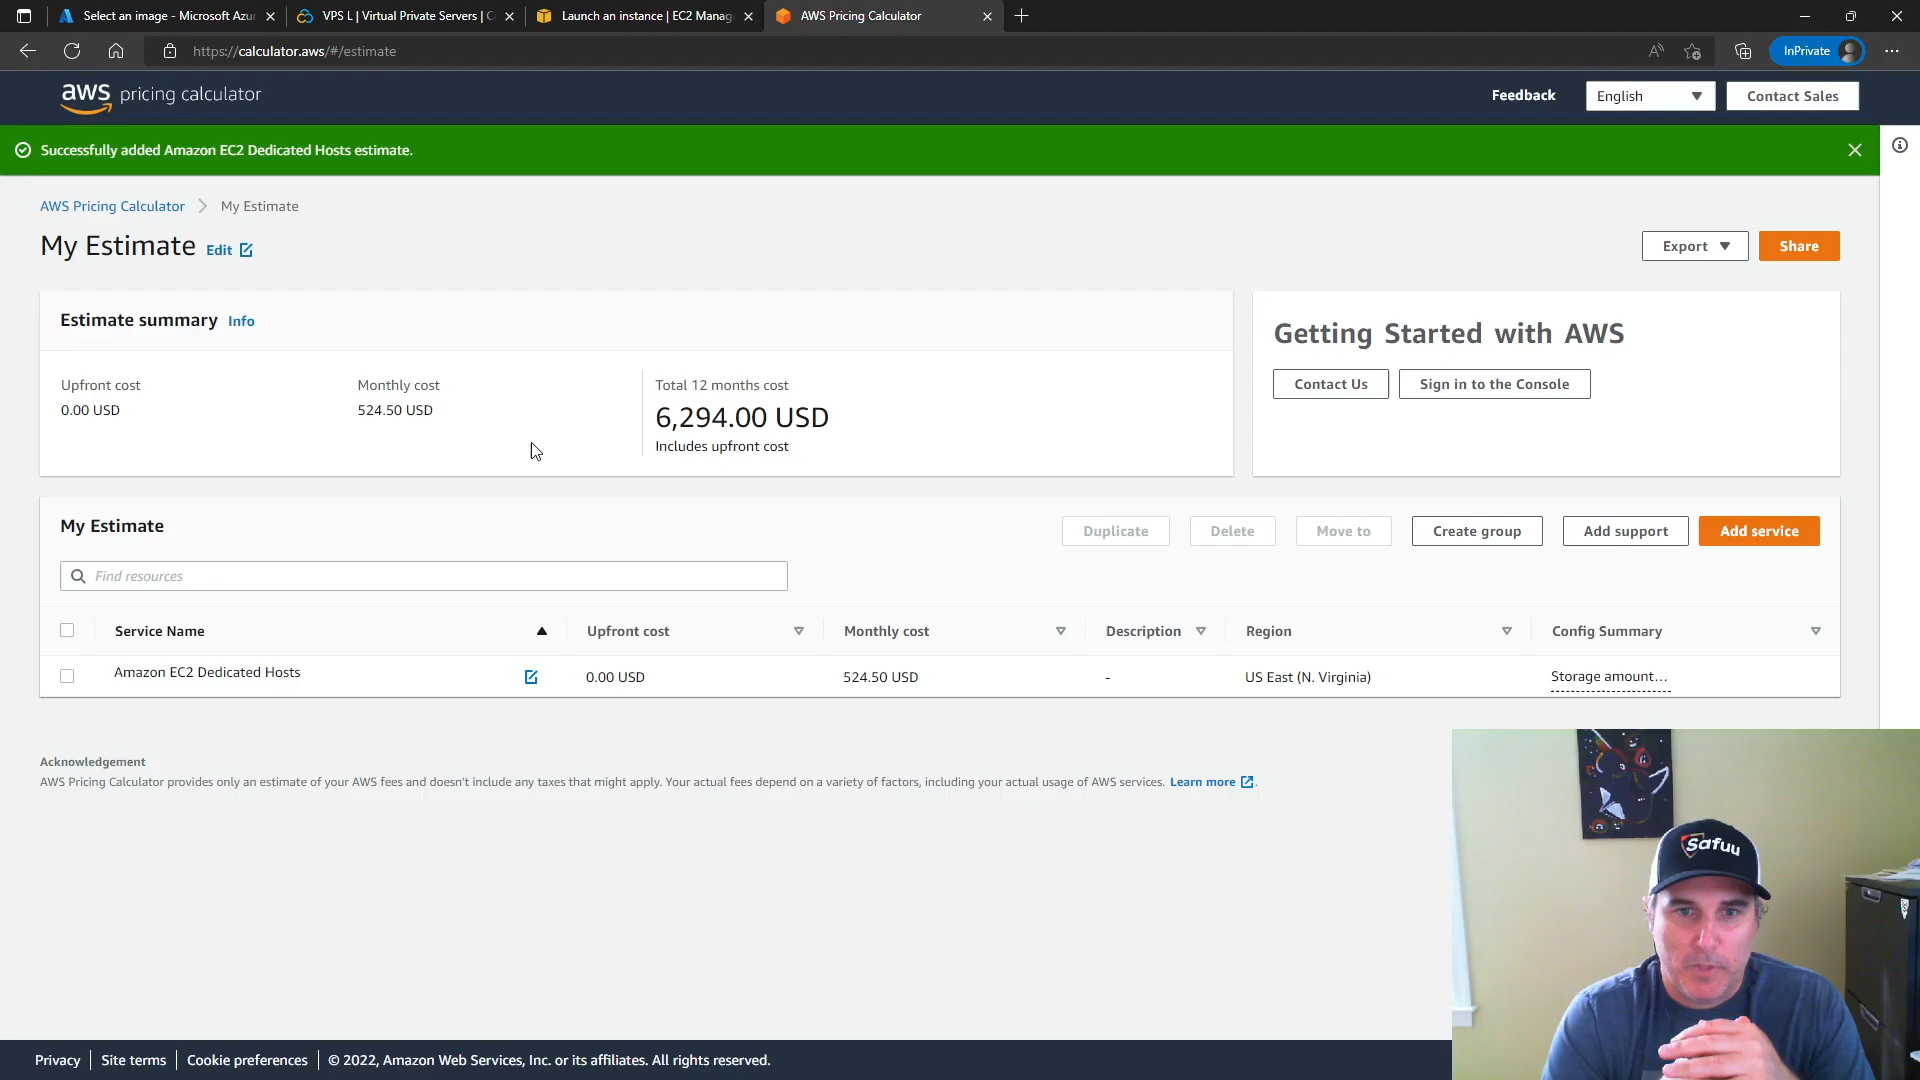 Select an image - Microsoft Azu
VPS L | Virtual Private Servers | C
Launch an instance | EC2 Manag
AWS Pricing Calculator
https://calculator.aws/#/estimate
InPrivate
aws pricing calculator
Feedback
English
Contact Sales
Successfully added Amazon EC2 Dedicated Hosts estimate.
AWS Pricing Calculator
My Estimate
My Estimate
Edit
Export
Share
Estimate summary
Info
Upfront cost
0.00 USD
Monthly cost
524.50 USD
Total 12 months cost
6,294.00 USD
Includes upfront cost
Getting Started with AWS
Contact Us
Sign in to the Console
My Estimate
Duplicate
Delete
Move to
Create group
Add support
Add service
Find resources
Service Name
Upfront cost
Monthly cost
Description
Region
Config Summary
Amazon EC2 Dedicated Hosts
0.00 USD
524.50 USD
-
US East (N. Virginia)
Storage amount...
Acknowledgement
AWS Pricing Calculator provides only an estimate of your AWS fees and doesn't include any taxes that might apply. Your actual fees depend on a variety of factors, including your actual usage of AWS services. Learn more.
Safuu
Privacy
Site terms
Cookie preferences
© 2022, Amazon Web Services, Inc. or its affiliates. All rights reserved.